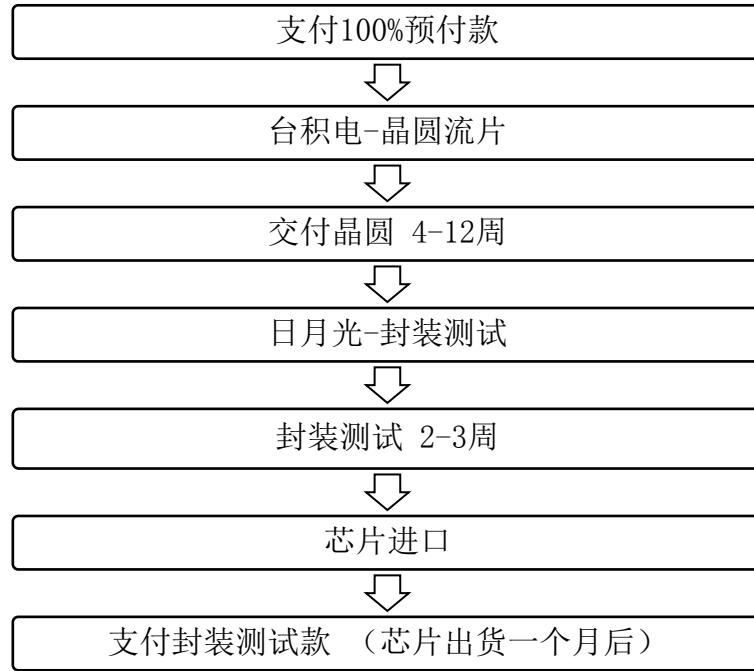 支付100%预付款
台积电-晶圆流片
交付晶圆 4-12周
日月光-封装测试
封装测试 2-3周
芯片进口
支付封装测试款 （芯片出货一个月后）